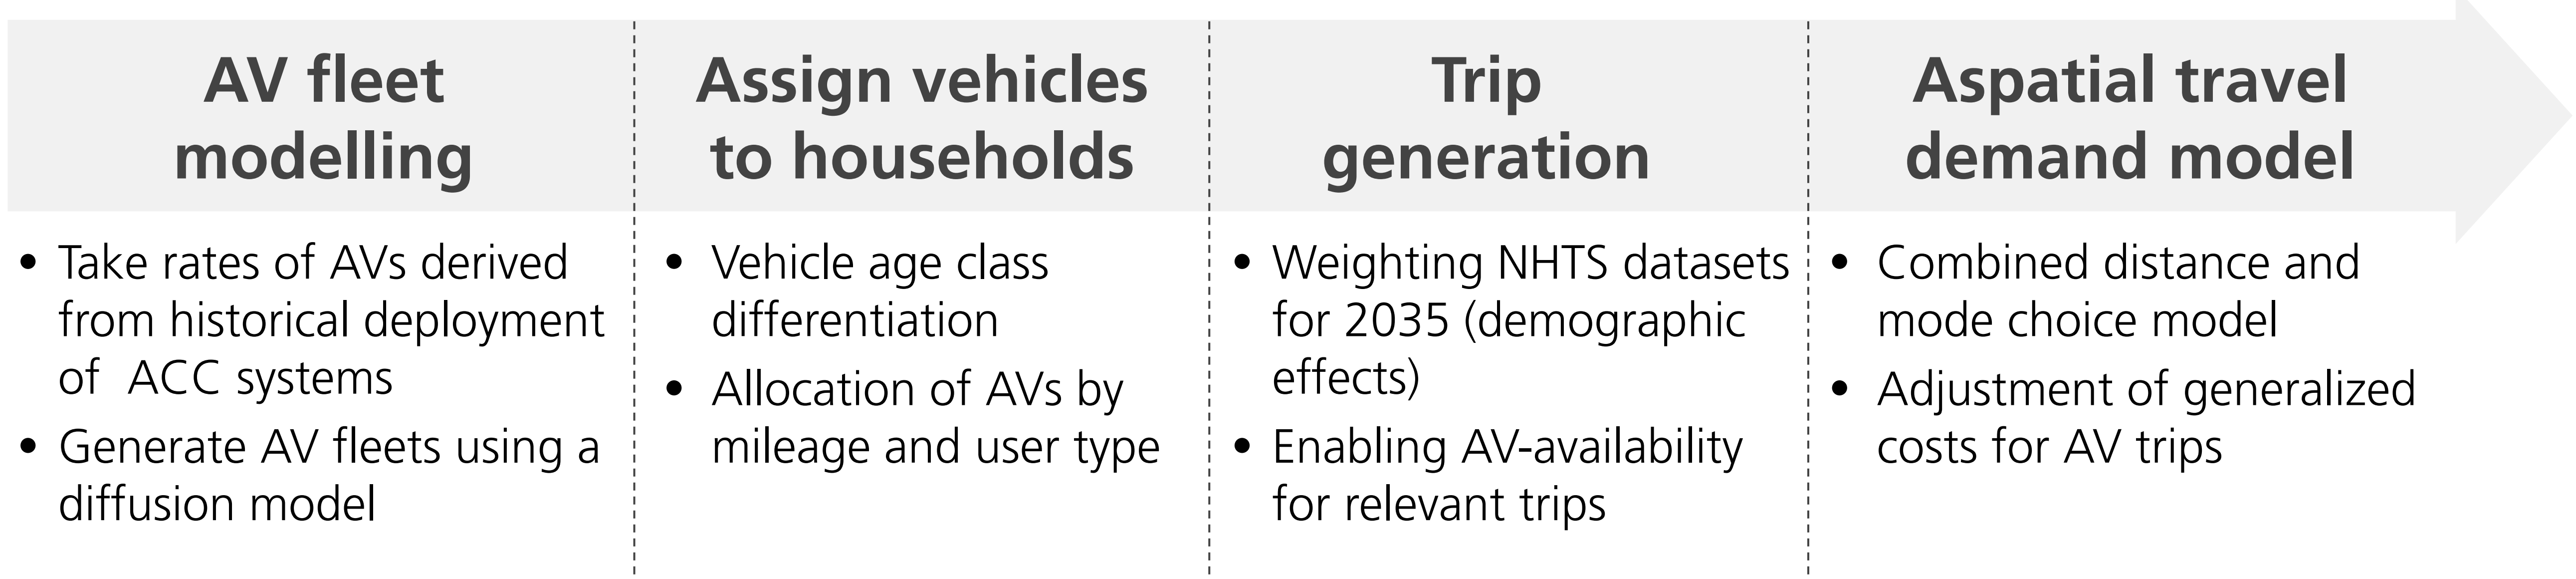 AV fleet
modelling
Assign vehicles
to households
Trip
generation
Aspatial travel
demand model
• Take rates of AVs derived
from historical deployment
of  ACC systems
• Generate AV fleets using a
diffusion model
• Vehicle age class
differentiation
• Allocation of AVs by
mileage and user type
• Weighting NHTS datasets
for 2035 (demographic
effects)
• Enabling AV-availability
for relevant trips
• Combined distance and
mode choice model
• Adjustment of generalized
costs for AV trips